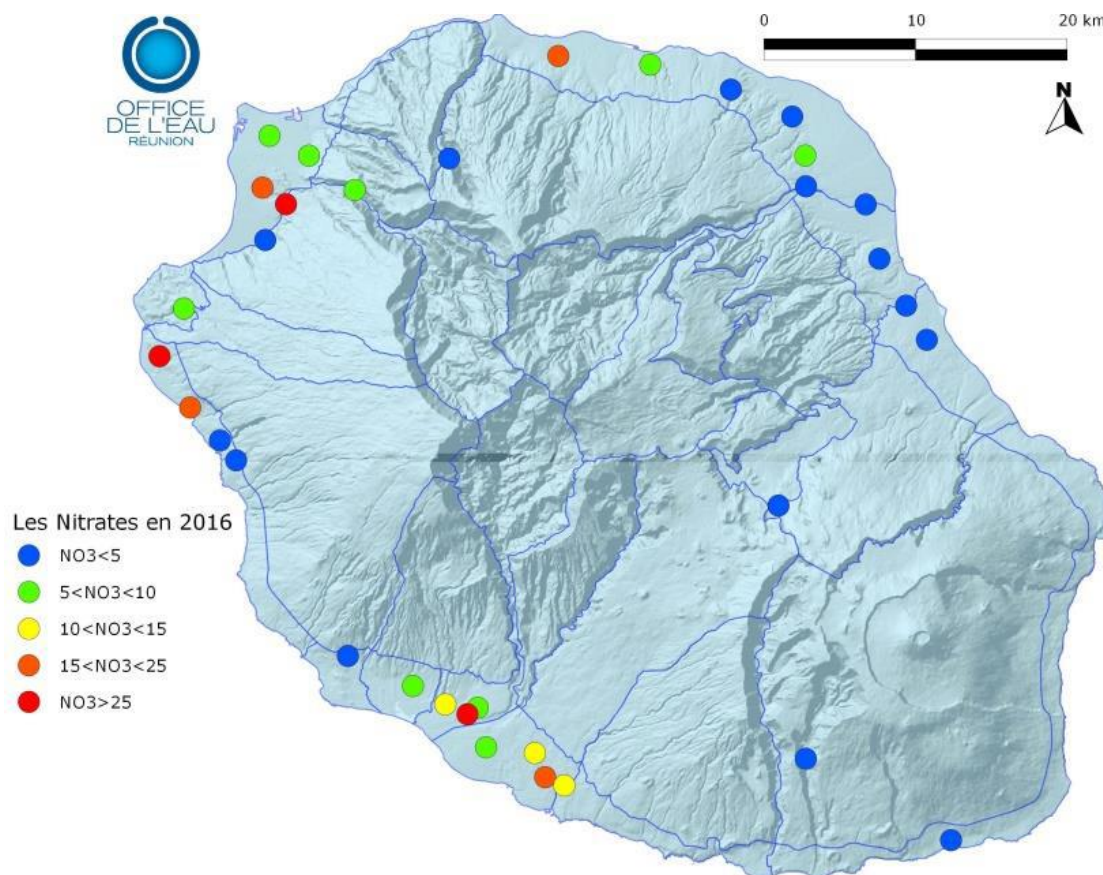 OFFICE
DE L'EAU
RÉUNION
0 10 20 km
N
Les Nitrates en 2016
NO3<5
5<NO3<10
10<NO3<15
15<NO3<25
NO3>25